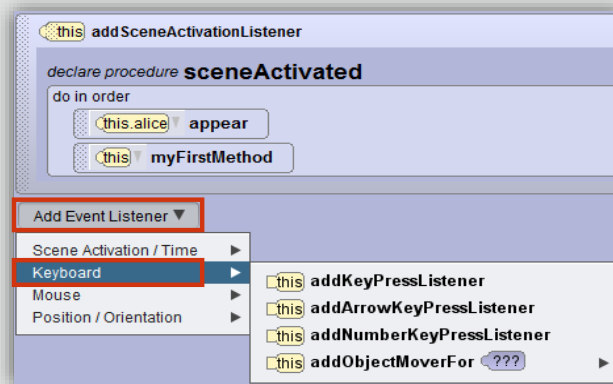 this addSceneActivationListener
declare procedure sceneActivated
do in order
this.alice appear
this myFirstMethod
Add Event Listener
Scene Activation / Time
Keyboard
Mouse
Position / Orientation
this addKeyPressListener
this addArrowKeyPressListener
this addNumberKeyPressListener
this addObjectMoverFor ???